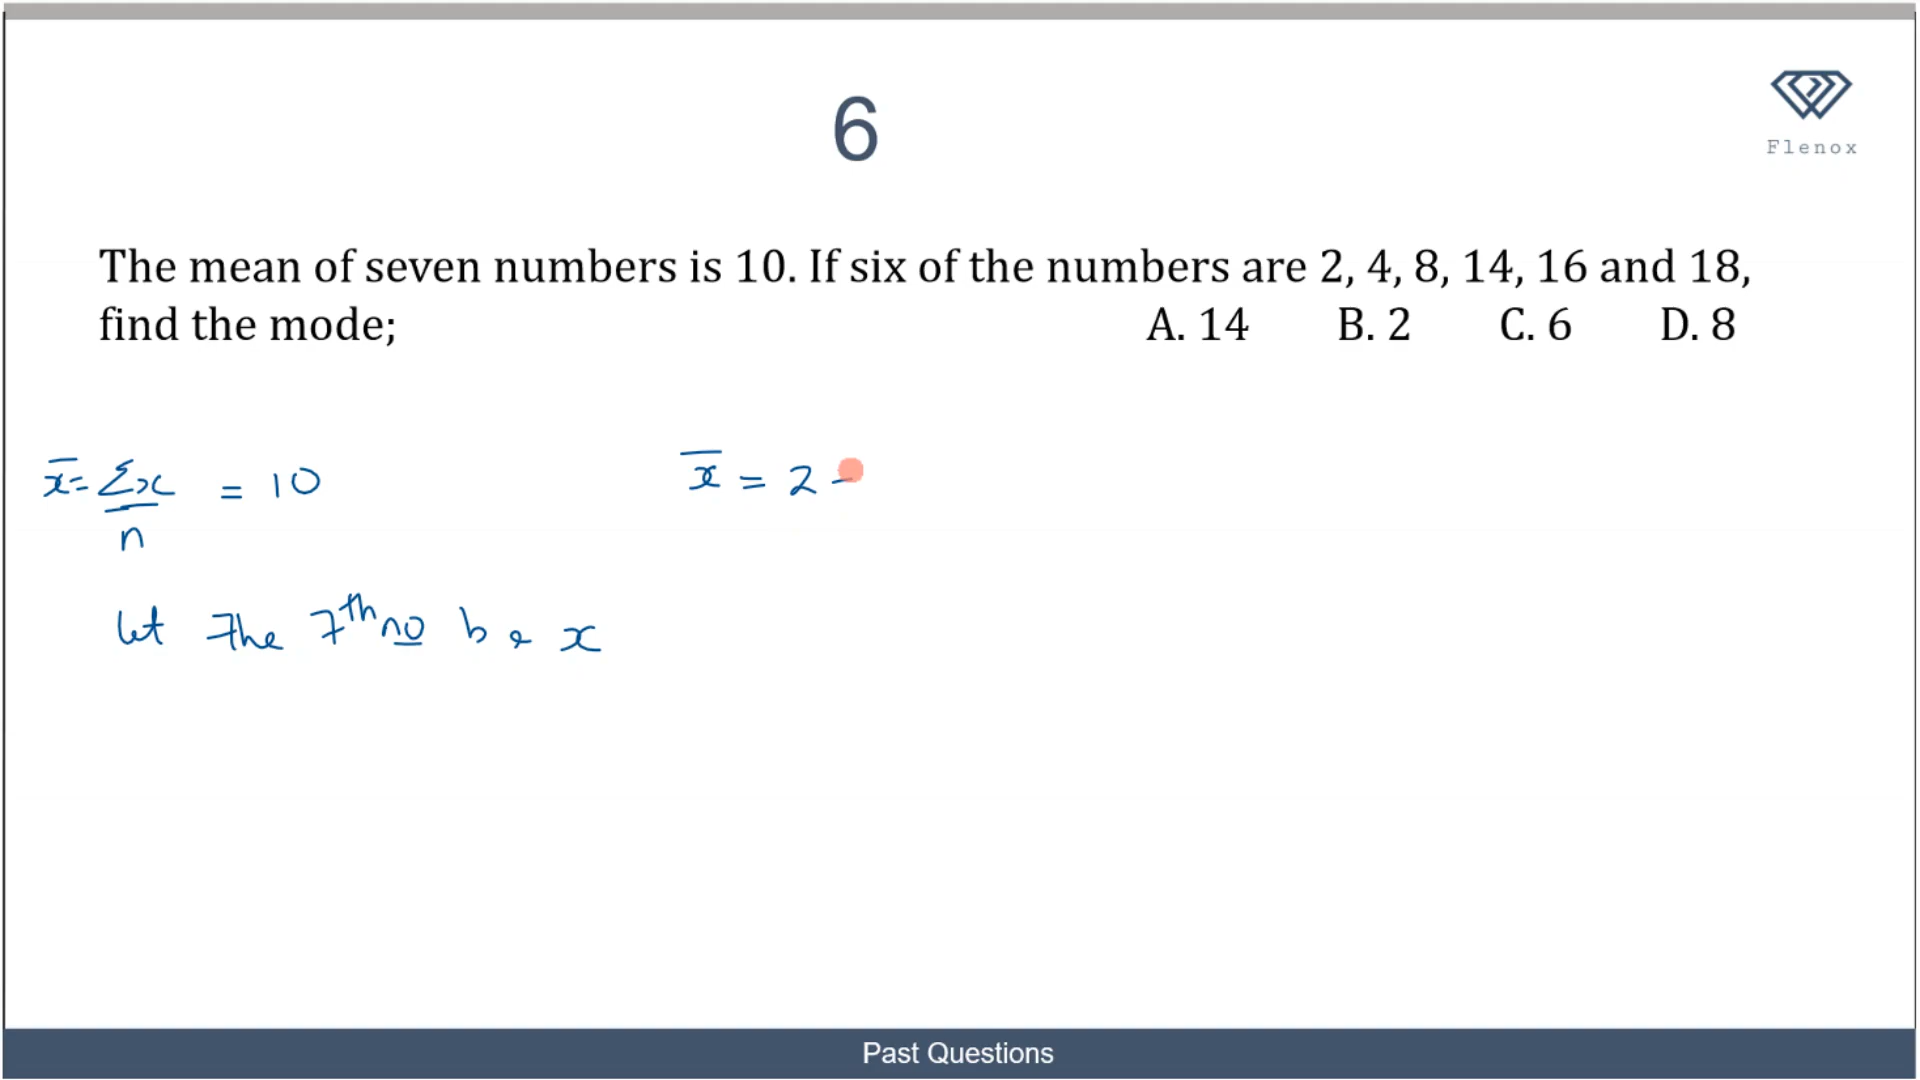 6
Flenox
The mean of seven numbers is 10. If six of the numbers are 2, 4, 8, 14, 16 and 18,
find the mode; A. 14 B. 2 C. 6 D. 8
x̄ = Σx = 10
n
x̄ = 2 -
let the 7th no be x
Past Questions